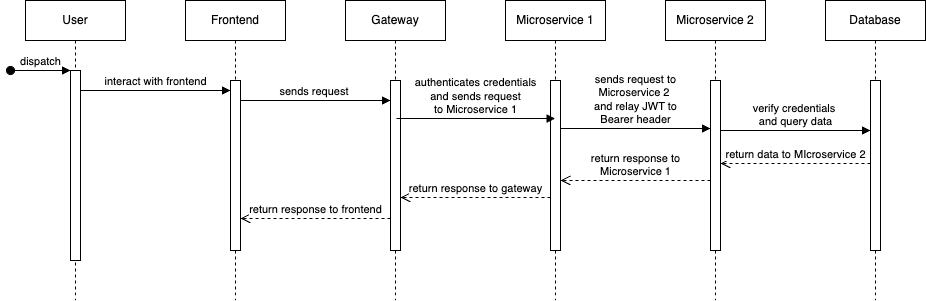 User
Frontend
Gateway
Microservice 1
Microservice 2
Database
dispatch
interact with frontend
sends request
authenticates credentials
and sends request
to Microservice 1
sends request to
Microservice 2
and relay JWT to
Bearer header
verify credentials
and query data
return data to MIcroservice 2
return response to
Microservice 1
return response to gateway
return response to frontend